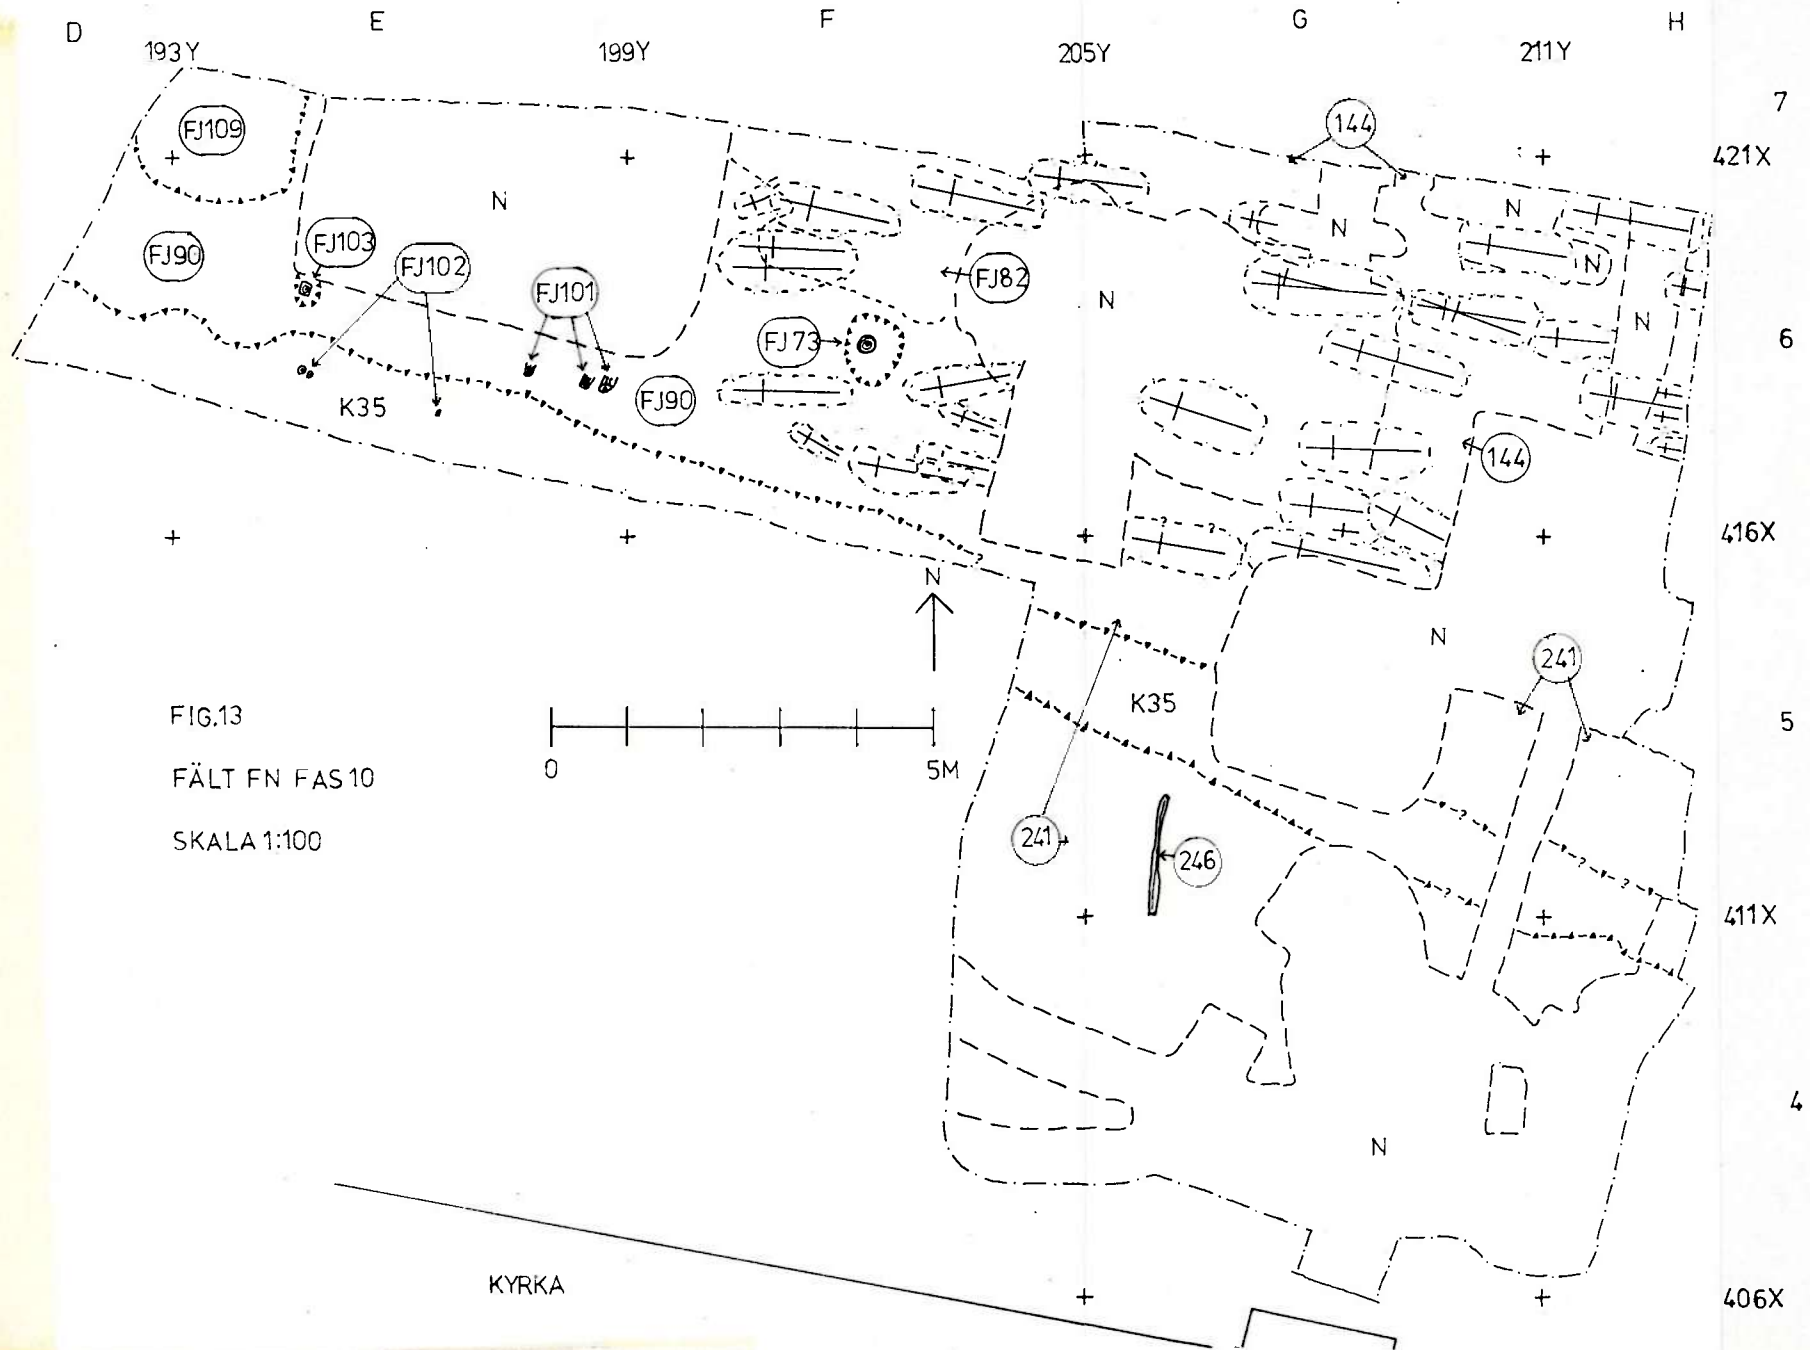 D E F G H
193Y 199Y 205Y 211Y
7
144
FJ109
421X
N
N
N
FJ103
FJ90
FJ102
FJ82
N
FJ101
N
N
FJ73
6
K35
FJ90
144
416X
N
N
241
K35
5
FIG.13
FÄLT FN FAS 10
SKALA 1:100
0 5M
241
246
411X
4
N
KYRKA
406X